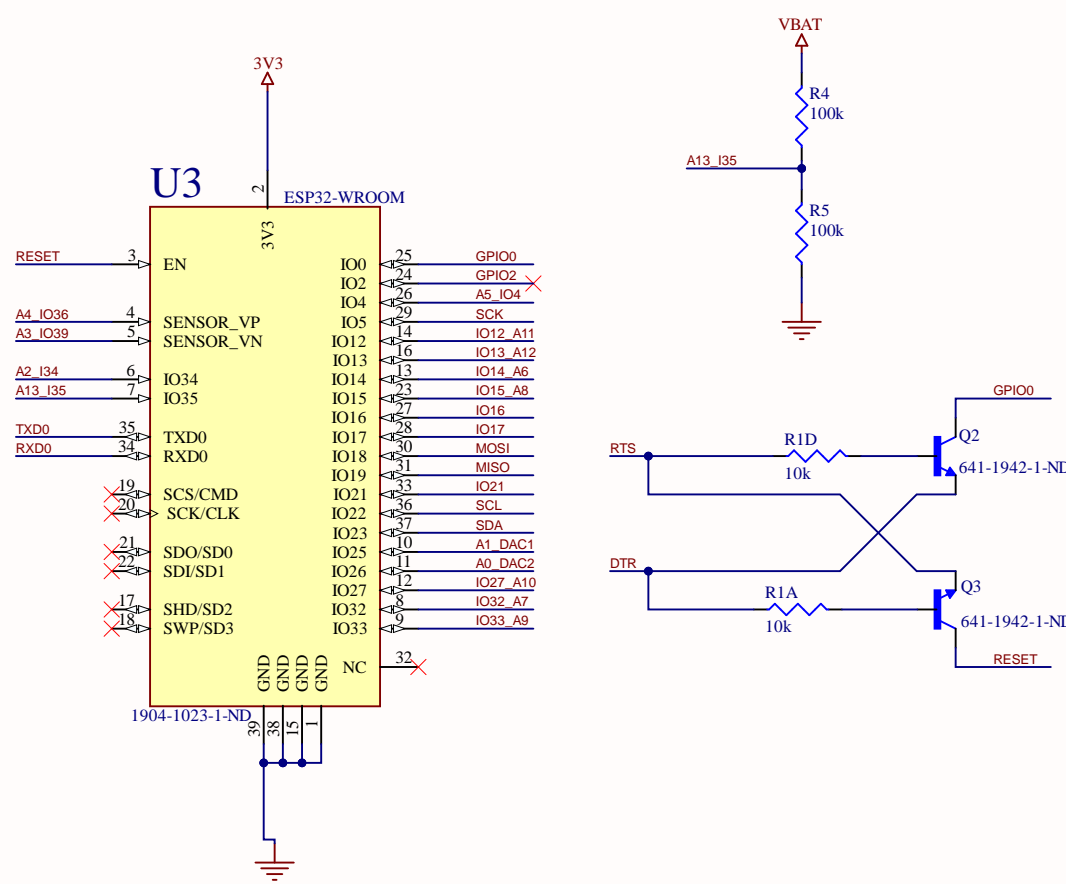 3V3
U3
ESP32-WROOM
2
3V3
RESET
3
EN
A4_IO36
4
SENSOR_VP
A3_IO39
5
SENSOR_VN
A2_I34
6
IO34
A13_I35
7
IO35
TXD0
35
TXD0
RXD0
34
RXD0
19
SCS/CMD
20
SCK/CLK
21
SDO/SD0
22
SDI/SD1
17
SHD/SD2
18
SWP/SD3
IO0
25
GPIO0
IO2
24
GPIO2
IO4
26
A5_IO4
IO5
29
SCK
IO12
14
IO12_A11
IO13
16
IO13_A12
IO14
13
IO14_A6
IO15
23
IO15_A8
IO16
27
IO16
IO17
28
IO17
IO18
30
MOSI
IO19
31
MISO
IO21
33
IO21
IO22
36
SCL
IO23
37
SDA
IO25
10
A1_DAC1
IO26
11
A0_DAC2
IO27
12
IO27_A10
IO32
8
IO32_A7
IO33
9
IO33_A9
NC
32
GND
GND
GND
GND
1904-1023-1-ND
39
38
15
1
VBAT
R4
100k
A13_I35
R5
100k
GPIO0
RTS
R1D
10k
Q2
641-1942-1-ND
DTR
R1A
10k
Q3
641-1942-1-ND
RESET